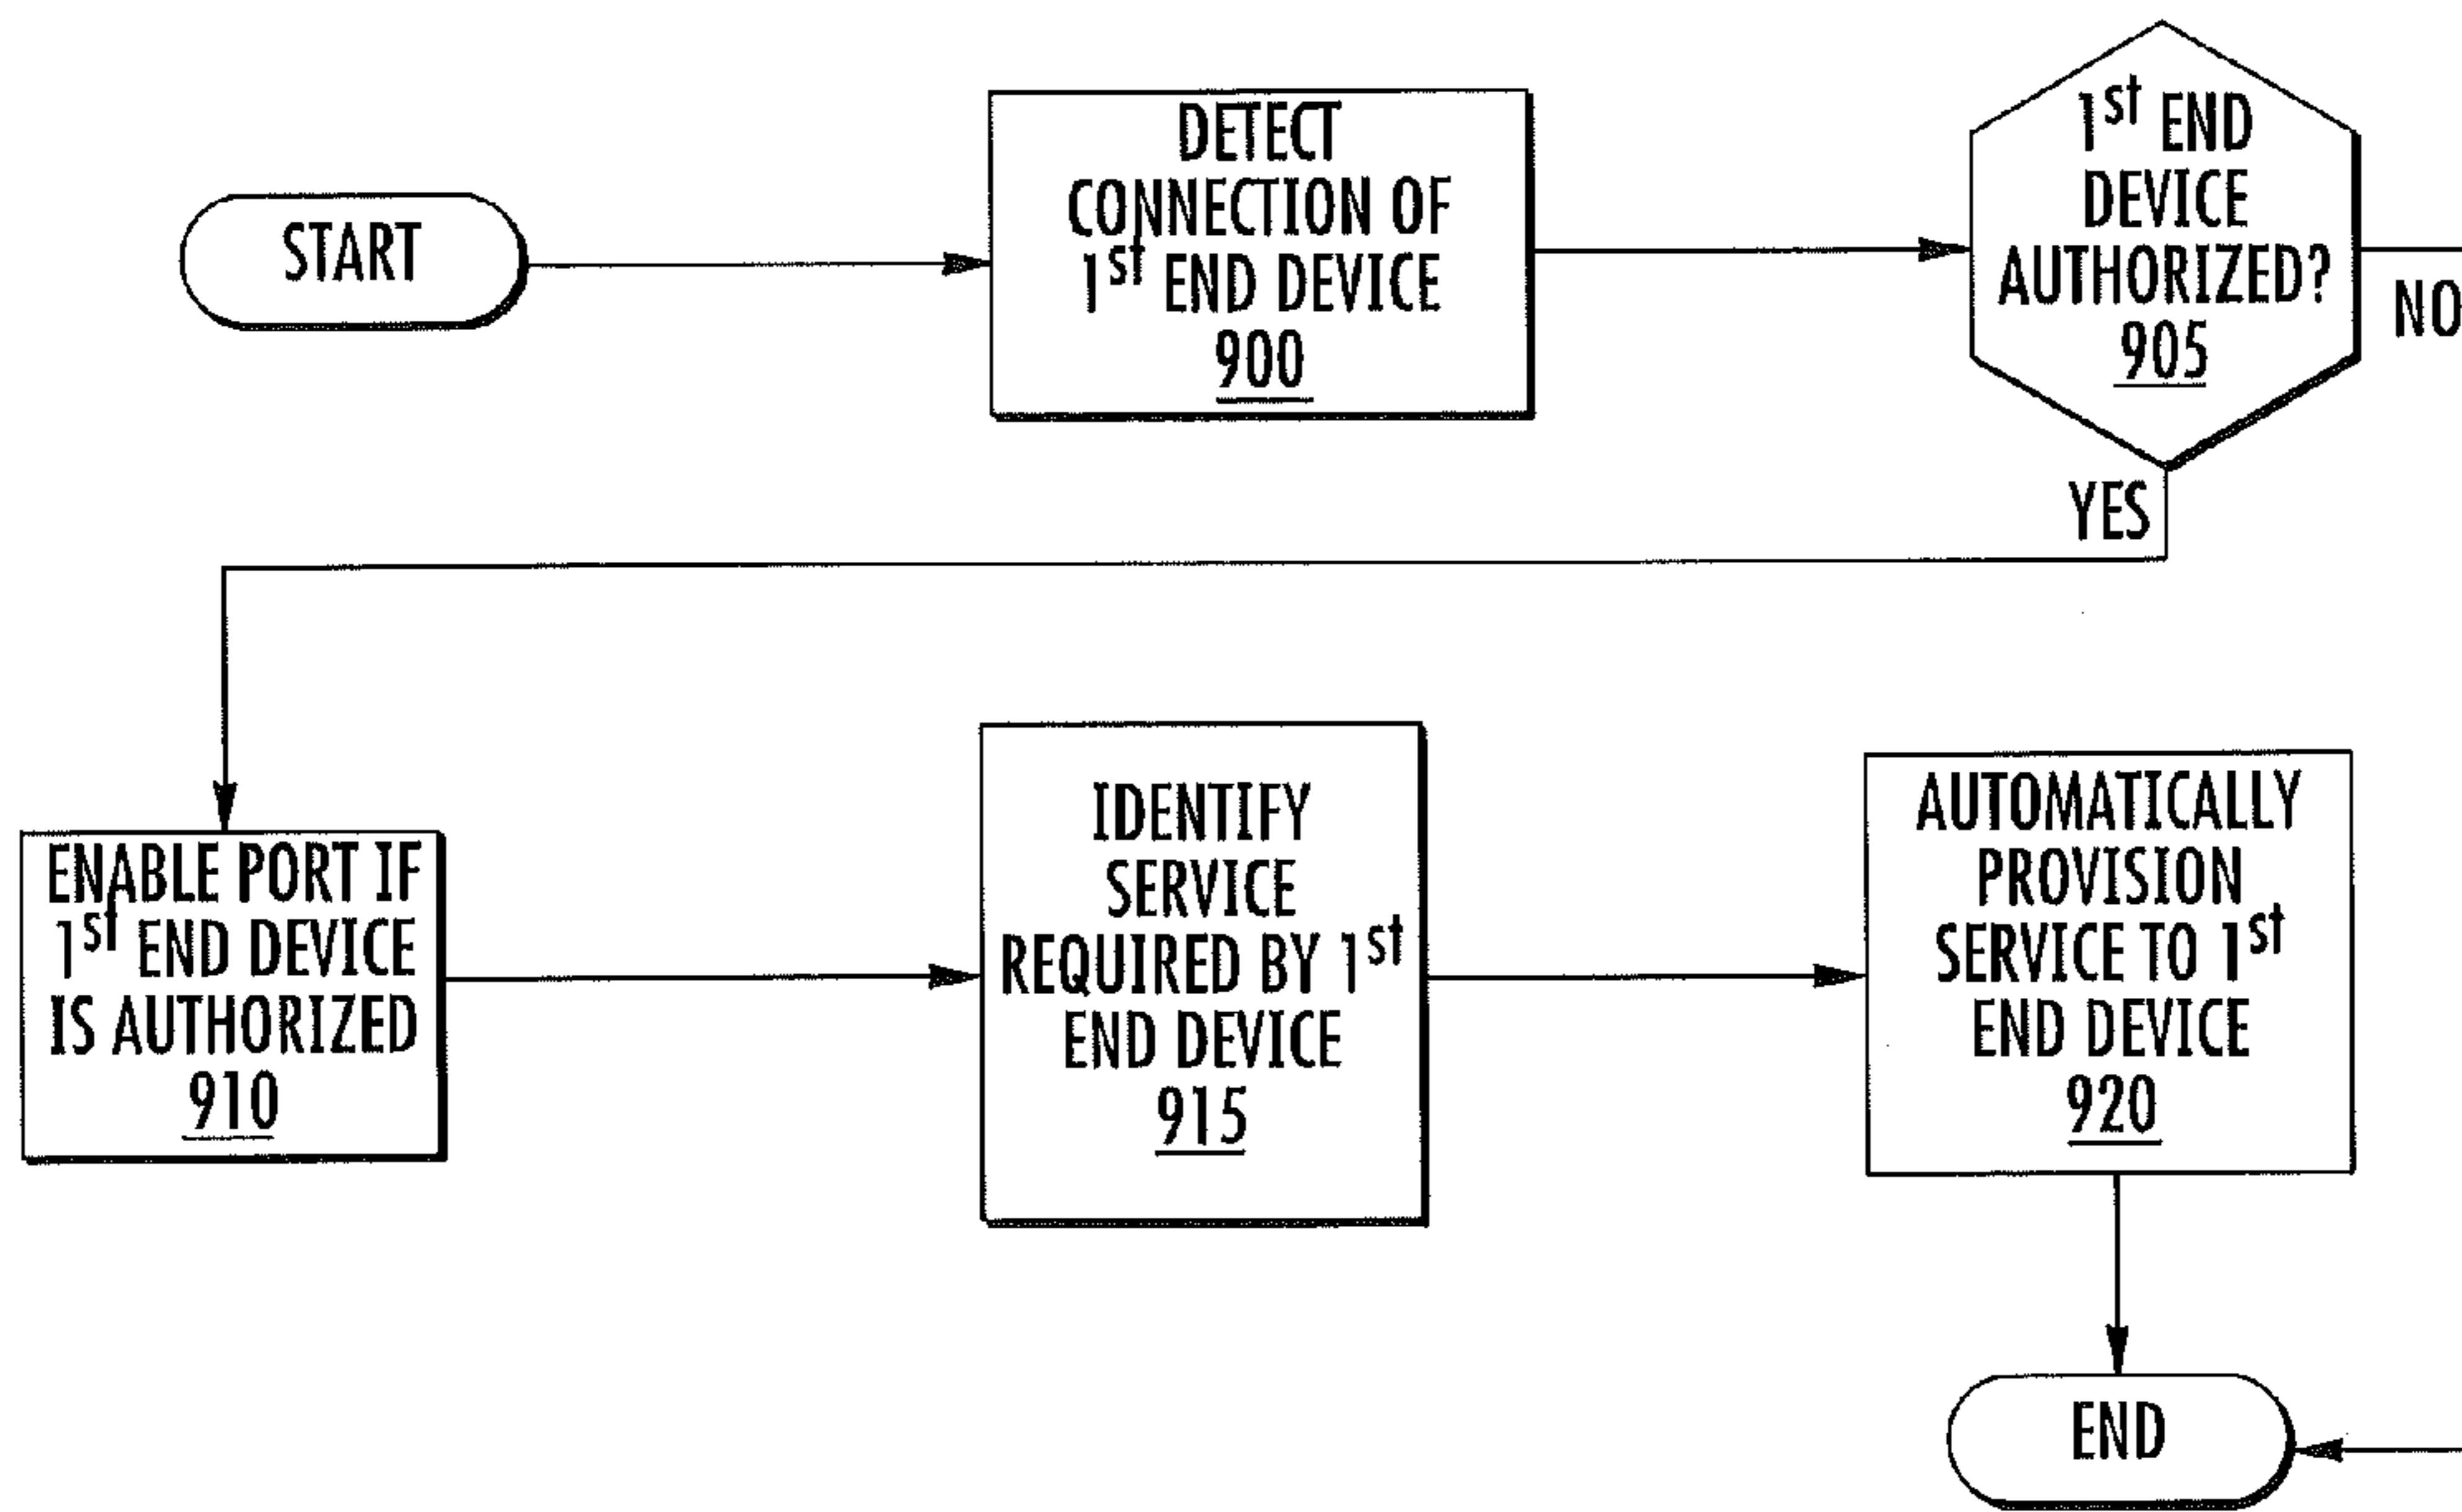 START
DETECT
CONNECTION OF
1st END DEVICE
900
1st END
DEVICE
AUTHORIZED?
905
NO
YES
ENABLE PORT IF
1st END DEVICE
IS AUTHORIZED
910
IDENTIFY
SERVICE
REQUIRED BY 1st
END DEVICE
915
AUTOMATICALLY
PROVISION
SERVICE TO 1st
END DEVICE
920
END